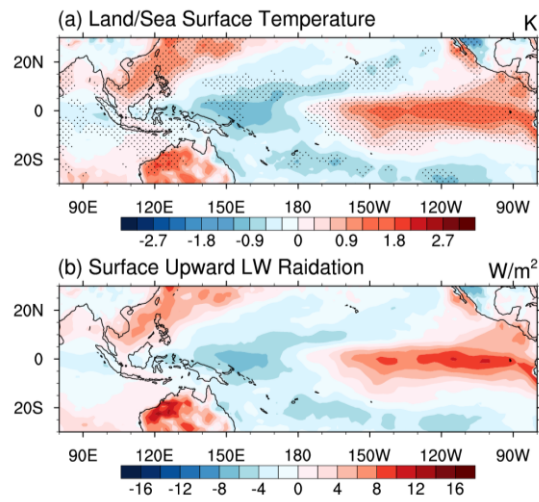 (a) Land/Sea Surface Temperature K
20N
0
20S
90E 120E 150E 180 150W 120W 90W
-2.7 -1.8 -0.9 0 0.9 1.8 2.7
(b) Surface Upward LW Raidation W/m²
20N
0
20S
90E 120E 150E 180 150W 120W 90W
-16 -12 -8 -4 0 4 8 12 16